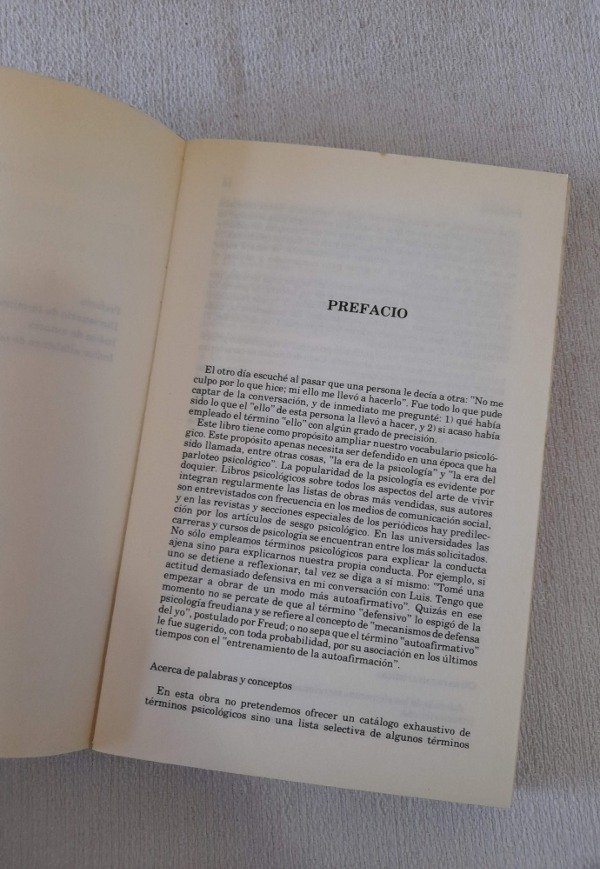 PREFACIO
El otro día escuché al pasar que una persona le decía a otra: "No me
culpo por lo que hice; mi ello me llevó a hacerlo". Fue todo lo que pude
captar de la conversación, y de inmediato me pregunté: 1) qué había
sido lo que el "ello" de esta persona la llevó a hacer, y 2) si acaso había
empleado el término "ello" con algún grado de precisión.
Este libro tiene como propósito ampliar nuestro vocabulario psicoló-
gico. Este propósito apenas necesita ser defendido en una época que ha
sido llamada, entre otras cosas, "la era de la psicología" y "la era del
parloteo psicológico". La popularidad de la psicología es evidente por
doquier. Libros psicológicos sobre todos los aspectos del arte de vivir
integran regularmente las listas de obras más vendidas, sus autores
son entrevistados con frecuencia en los medios de comunicación social,
y en las revistas y secciones especiales de los periódicos hay predilec-
ción por los artículos de sesgo psicológico. En las universidades las
carreras y cursos de psicología se encuentran entre los más solicitados.
No sólo empleamos términos psicológicos para explicar la conducta
ajena sino para explicarnos nuestra propia conducta. Por ejemplo, si
uno se detiene a reflexionar, tal vez se diga a sí mismo: "Tomé una
actitud demasiado defensiva en mi conversación con Luis. Tengo que
empezar a obrar de un modo más autoafirmativo". Quizás en ese
momento no se percate de que al término "defensivo" lo espigó de la
psicología freudiana y se refiere al concepto de "mecanismos de defensa
del yo", postulado por Freud; o no sepa que el término "autoafirmativo"
le fue sugerido, con toda probabilidad, por su asociación en los últimos
tiempos con el "entrenamiento de la autoafirmación".
Acerca de palabras y conceptos
En esta obra no pretendemos ofrecer un catálogo exhaustivo de
términos psicológicos sino una lista selectiva de algunos términos